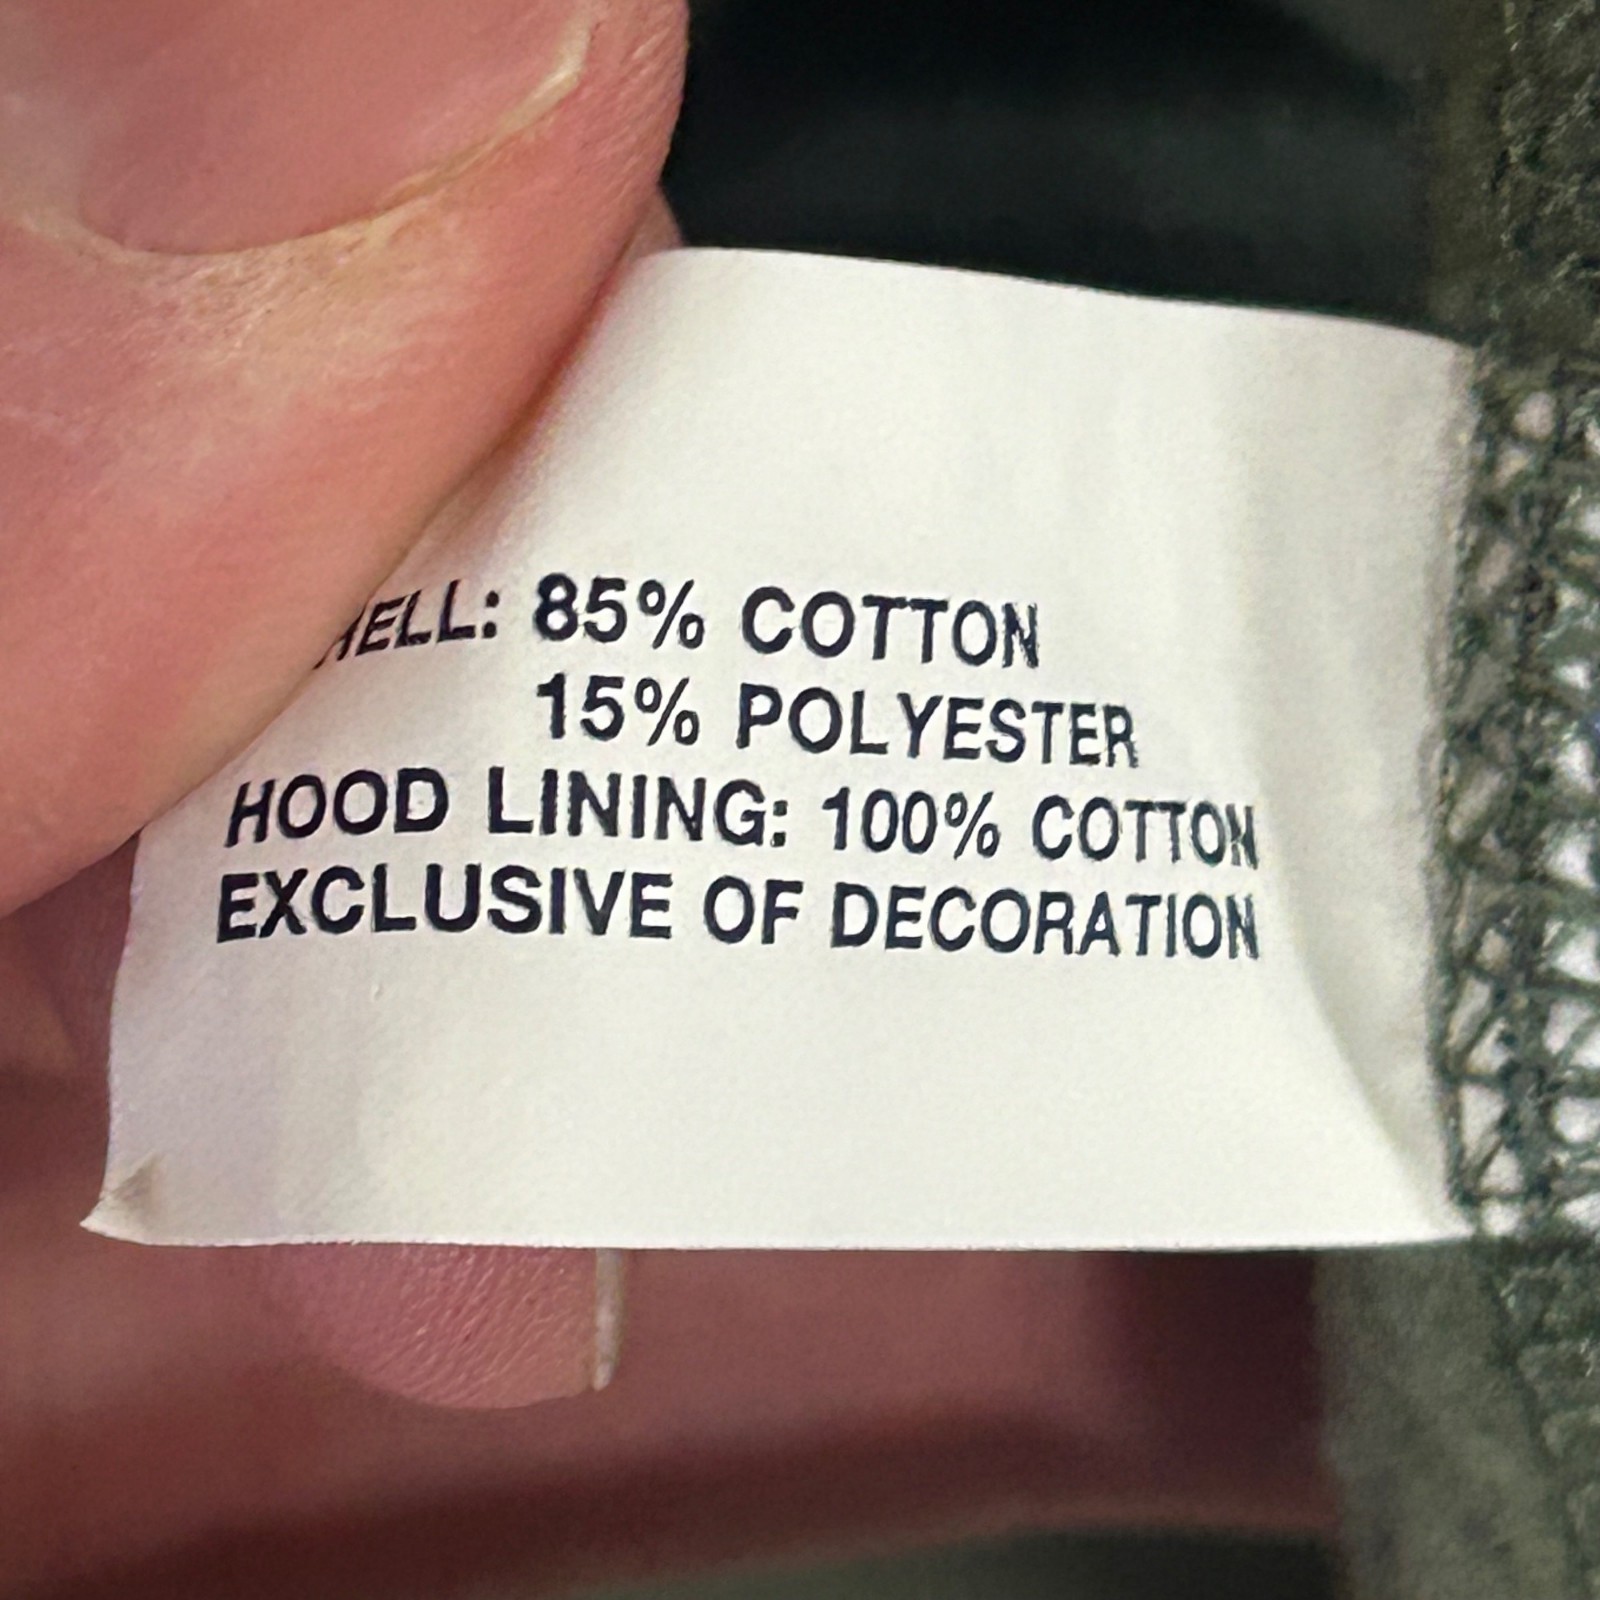 HELL: 85% COTTON
15% POLYESTER
HOOD LINING: 100% COTTON
EXCLUSIVE OF DECORATION